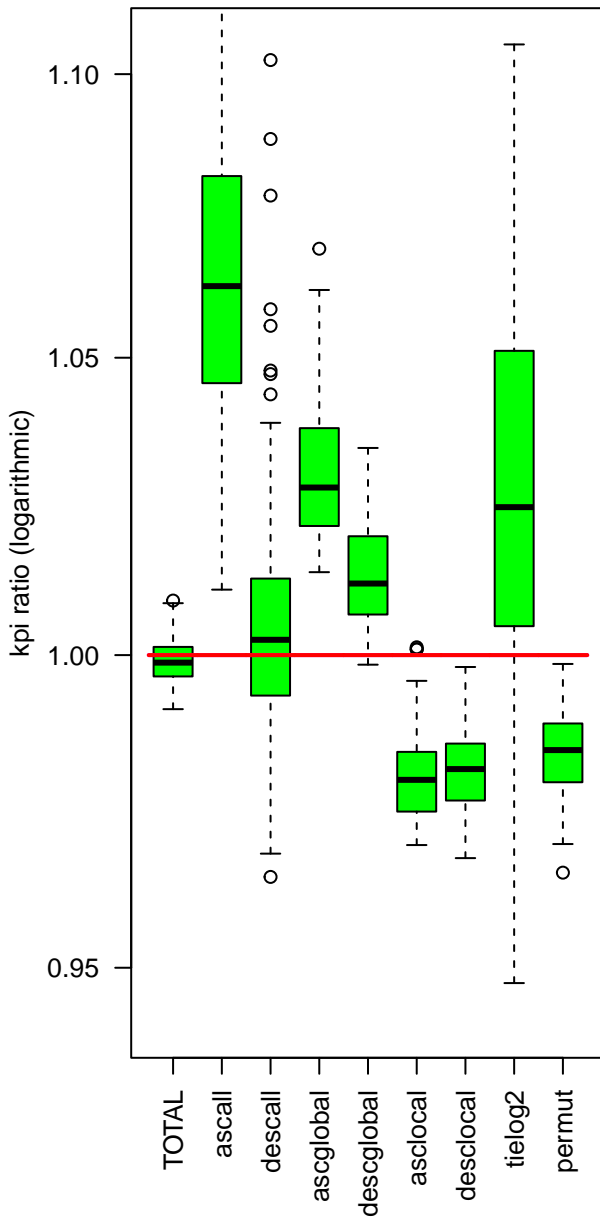 kpi ratio (logarithmic)
1.10
1.05
1.00
0.95
TOTAL
ascall
descall
ascglobal
descglobal
asclocal
desclocal
tielog2
permut